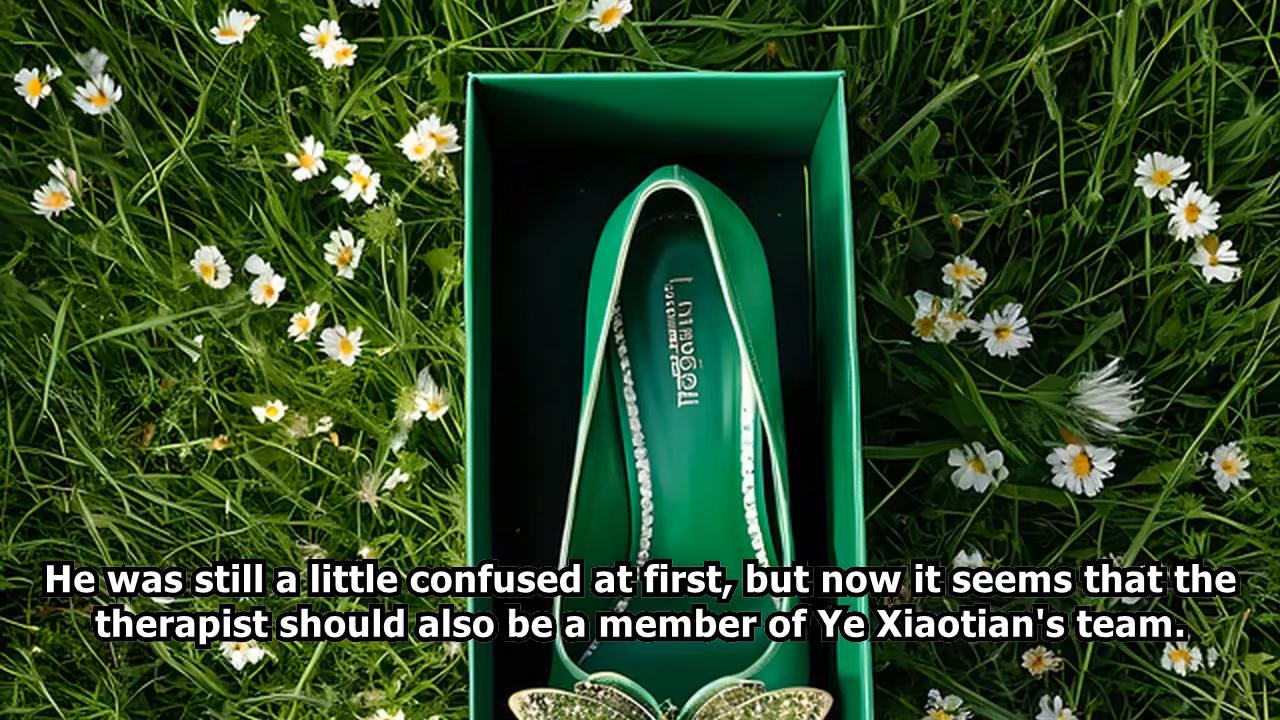 He was still a little confused at first, but now it seems that the
therapist should also be a member of Ye Xiaotian's team.